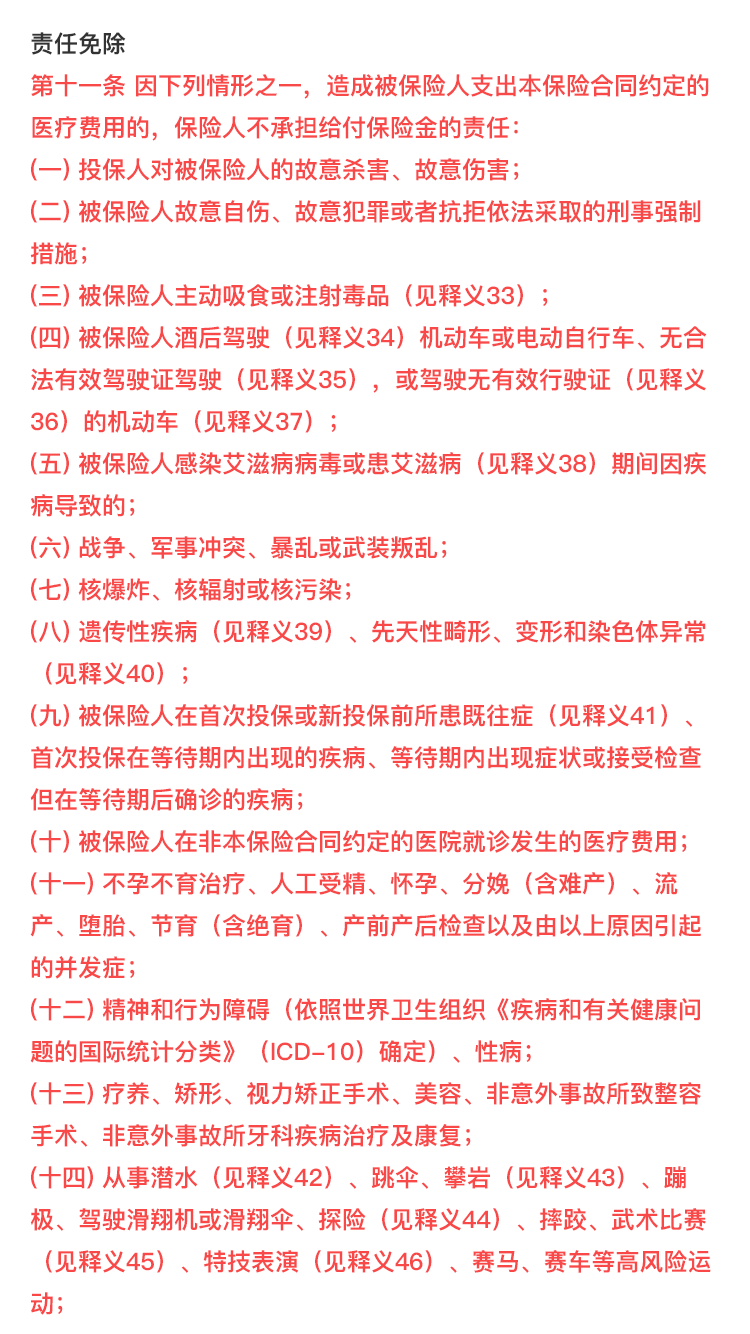 责任免除
第十一条 因下列情形之一，造成被保险人支出本保险合同约定的
医疗费用的，保险人不承担给付保险金的责任：
(一) 投保人对被保险人的故意杀害、故意伤害；
(二) 被保险人故意自伤、故意犯罪或者抗拒依法采取的刑事强制
措施；
(三) 被保险人主动吸食或注射毒品（见释义33）；
(四) 被保险人酒后驾驶（见释义34）机动车或电动自行车、无合
法有效驾驶证驾驶（见释义35），或驾驶无有效行驶证（见释义
36）的机动车（见释义37）；
(五) 被保险人感染艾滋病病毒或患艾滋病（见释义38）期间因疾
病导致的；
(六) 战争、军事冲突、暴乱或武装叛乱；
(七) 核爆炸、核辐射或核污染；
(八) 遗传性疾病（见释义39）、先天性畸形、变形和染色体异常
（见释义40）；
(九) 被保险人在首次投保或新投保前所患既往症（见释义41）、
首次投保在等待期内出现的疾病、等待期内出现症状或接受检查
但在等待期后确诊的疾病；
(十) 被保险人在非本保险合同约定的医院就诊发生的医疗费用；
(十一) 不孕不育治疗、人工受精、怀孕、分娩（含难产）、流
产、堕胎、节育（含绝育）、产前产后检查以及由以上原因引起
的并发症；
(十二) 精神和行为障碍（依照世界卫生组织《疾病和有关健康问
题的国际统计分类》（ICD-10）确定）、性病；
(十三) 疗养、矫形、视力矫正手术、美容、非意外事故所致整容
手术、非意外事故所牙科疾病治疗及康复；
(十四) 从事潜水（见释义42）、跳伞、攀岩（见释义43）、蹦
极、驾驶滑翔机或滑翔伞、探险（见释义44）、摔跤、武术比赛
（见释义45）、特技表演（见释义46）、赛马、赛车等高风险运
动；